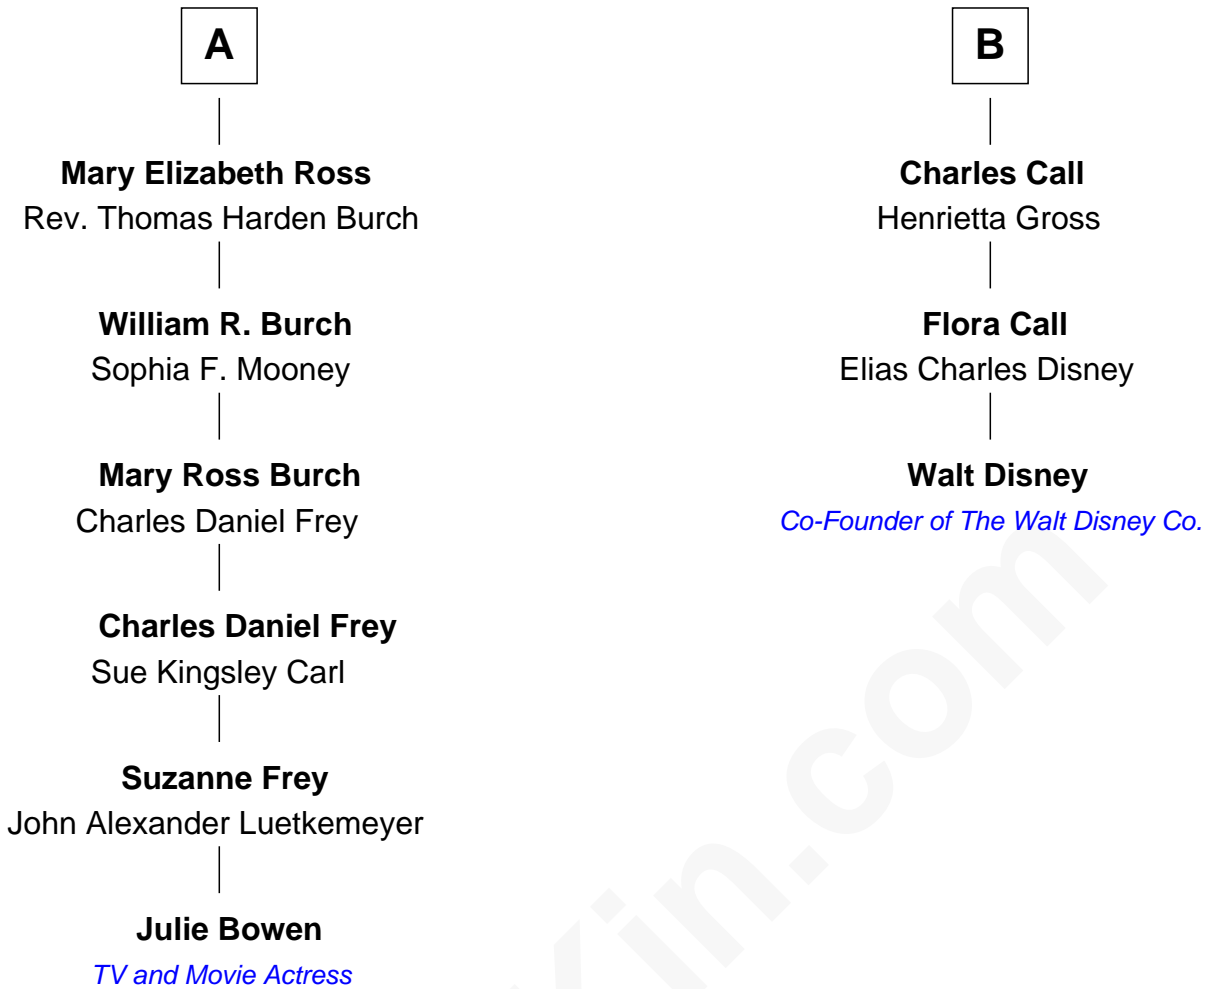 A
Mary Elizabeth Ross
Rev. Thomas Harden Burch
William R. Burch
Sophia F. Mooney
Mary Ross Burch
Charles Daniel Frey
Charles Daniel Frey
Sue Kingsley Carl
Suzanne Frey
John Alexander Luetkemeyer
Julie Bowen
TV and Movie Actress
B
Charles Call
Henrietta Gross
Flora Call
Elias Charles Disney
Walt Disney
Co-Founder of The Walt Disney Co.
Kin.com